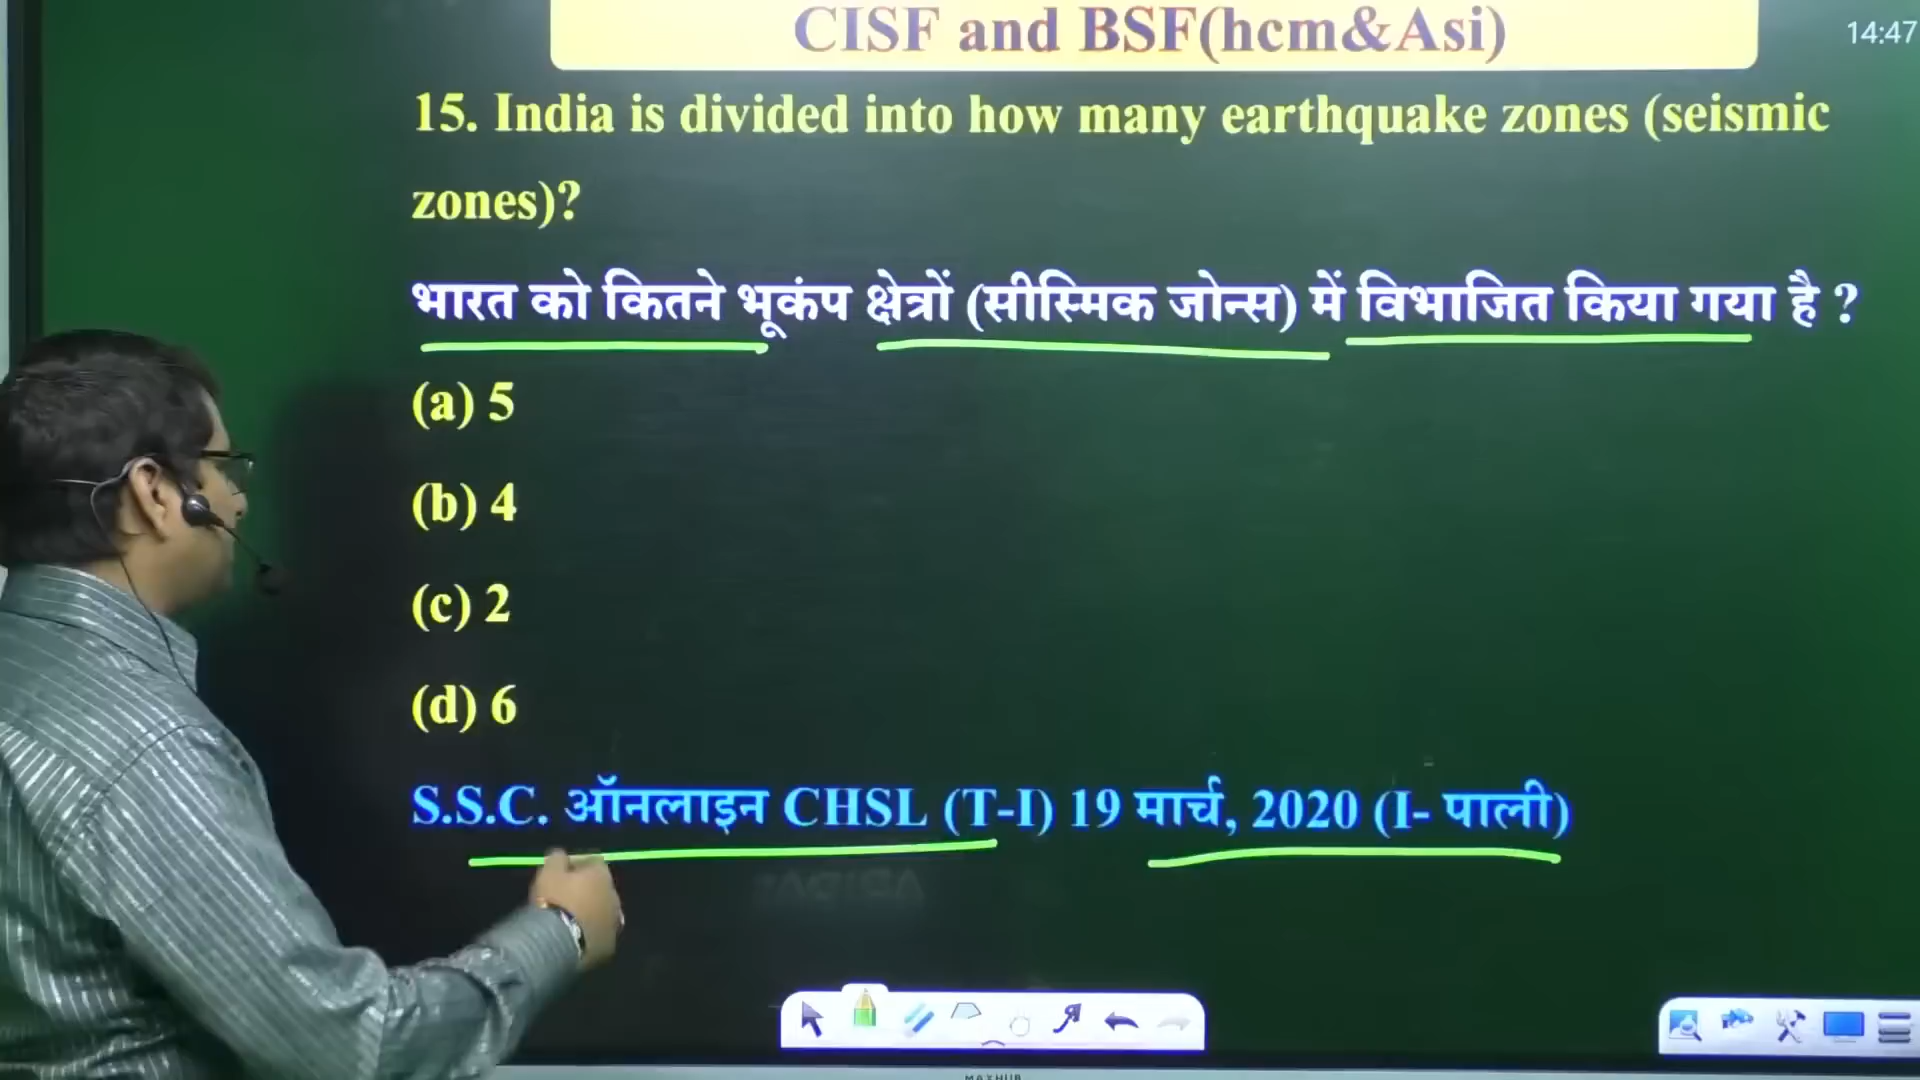 CISF and BSF(hcm&Asi)
14:47
15. India is divided into how many earthquake zones (seismic
zones)?
भारत को कितने भूकंप क्षेत्रों (सीस्मिक जोन्स) में विभाजित किया गया है ?
(a) 5
(b) 4
(c) 2
(d) 6
S.S.C. ऑनलाइन CHSL (T-I) 19 मार्च, 2020 (I- पाली)
MAXHUB